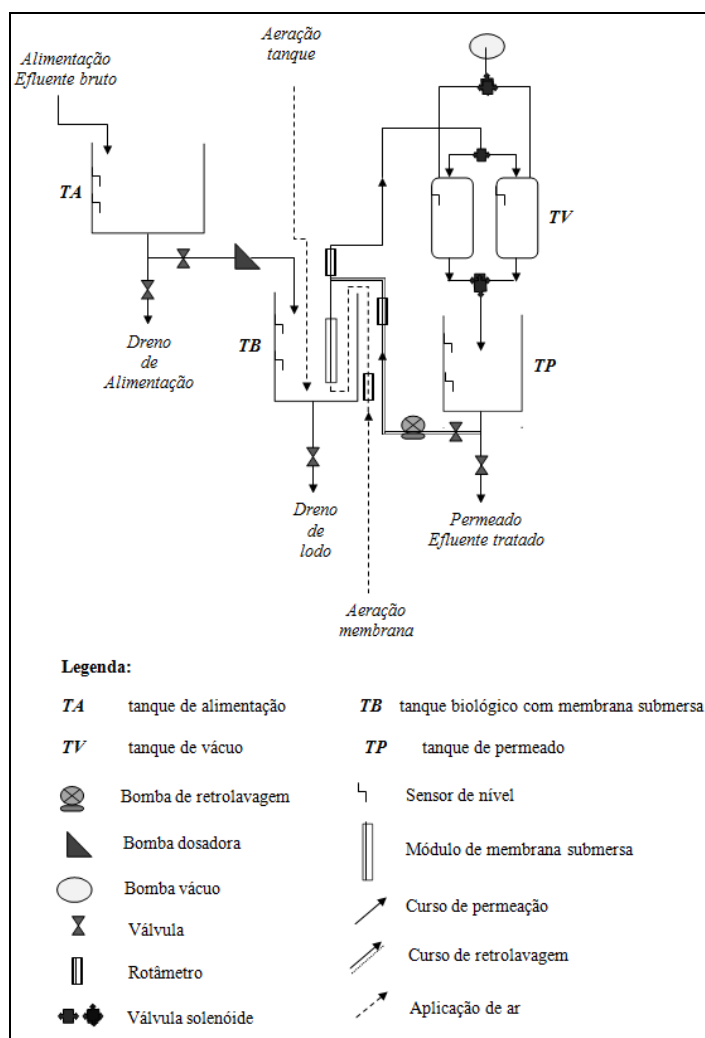 Alimentação
Efluente bruto
Aeração
tanque
TA
TV
Dreno
de
Alimentação
TB
TP
Dreno
de
lodo
Permeado
Efluente tratado
Aeração
membrana
Legenda:
TA tanque de alimentação
TB tanque biológico com membrana submersa
TV tanque de vácuo
TP tanque de permeado
Bomba de retrolavagem
Sensor de nível
Bomba dosadora
Módulo de membrana submersa
Bomba vácuo
Curso de permeação
Válvula
Curso de retrolavagem
Rotâmetro
Aplicação de ar
Válvula solenóide